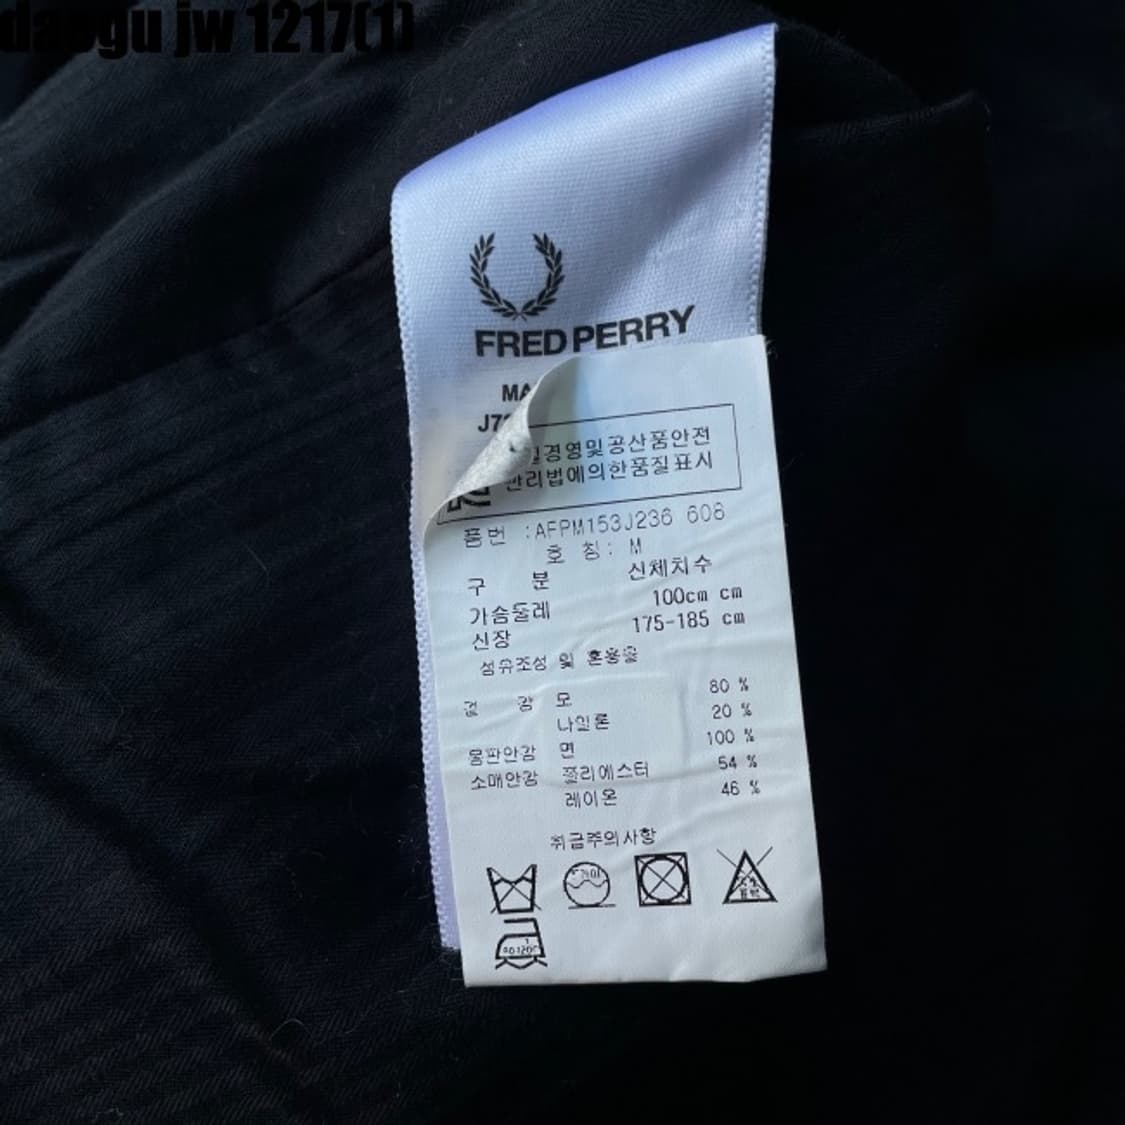 daegu jw 1217(1)
FRED PERRY
MA
J7
경영및공산품안전
관리법에의한품질표시
품번 :AFPM153J236 608
호 칭: M
구 분 신체치수
가슴둘레 100cm cm
신장 175-185 cm
섬유조성 및 혼용율
겉 감 모 80 %
나일론 20 %
몸판안감 면 100 %
소매안감 폴리에스터 54 %
레이온 46 %
취급주의사항